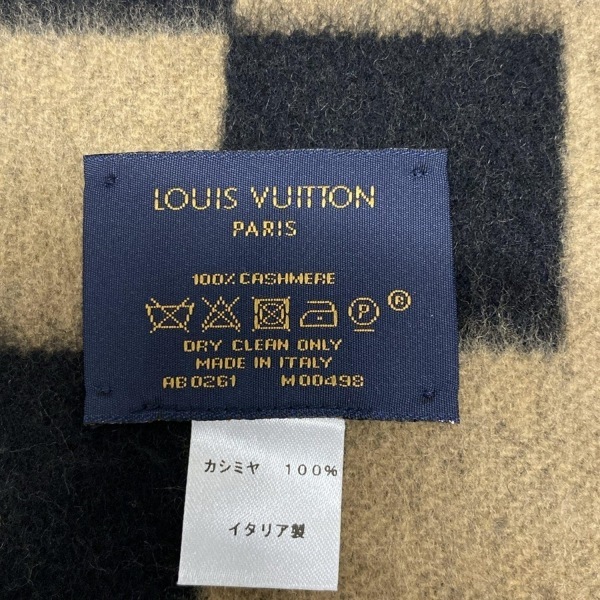 LOUIS VUITTON
PARIS
100% CASHMERE
P ®
DRY CLEAN ONLY
MADE IN ITALY
AB0261 M00498
カシミヤ 100%
イタリア製